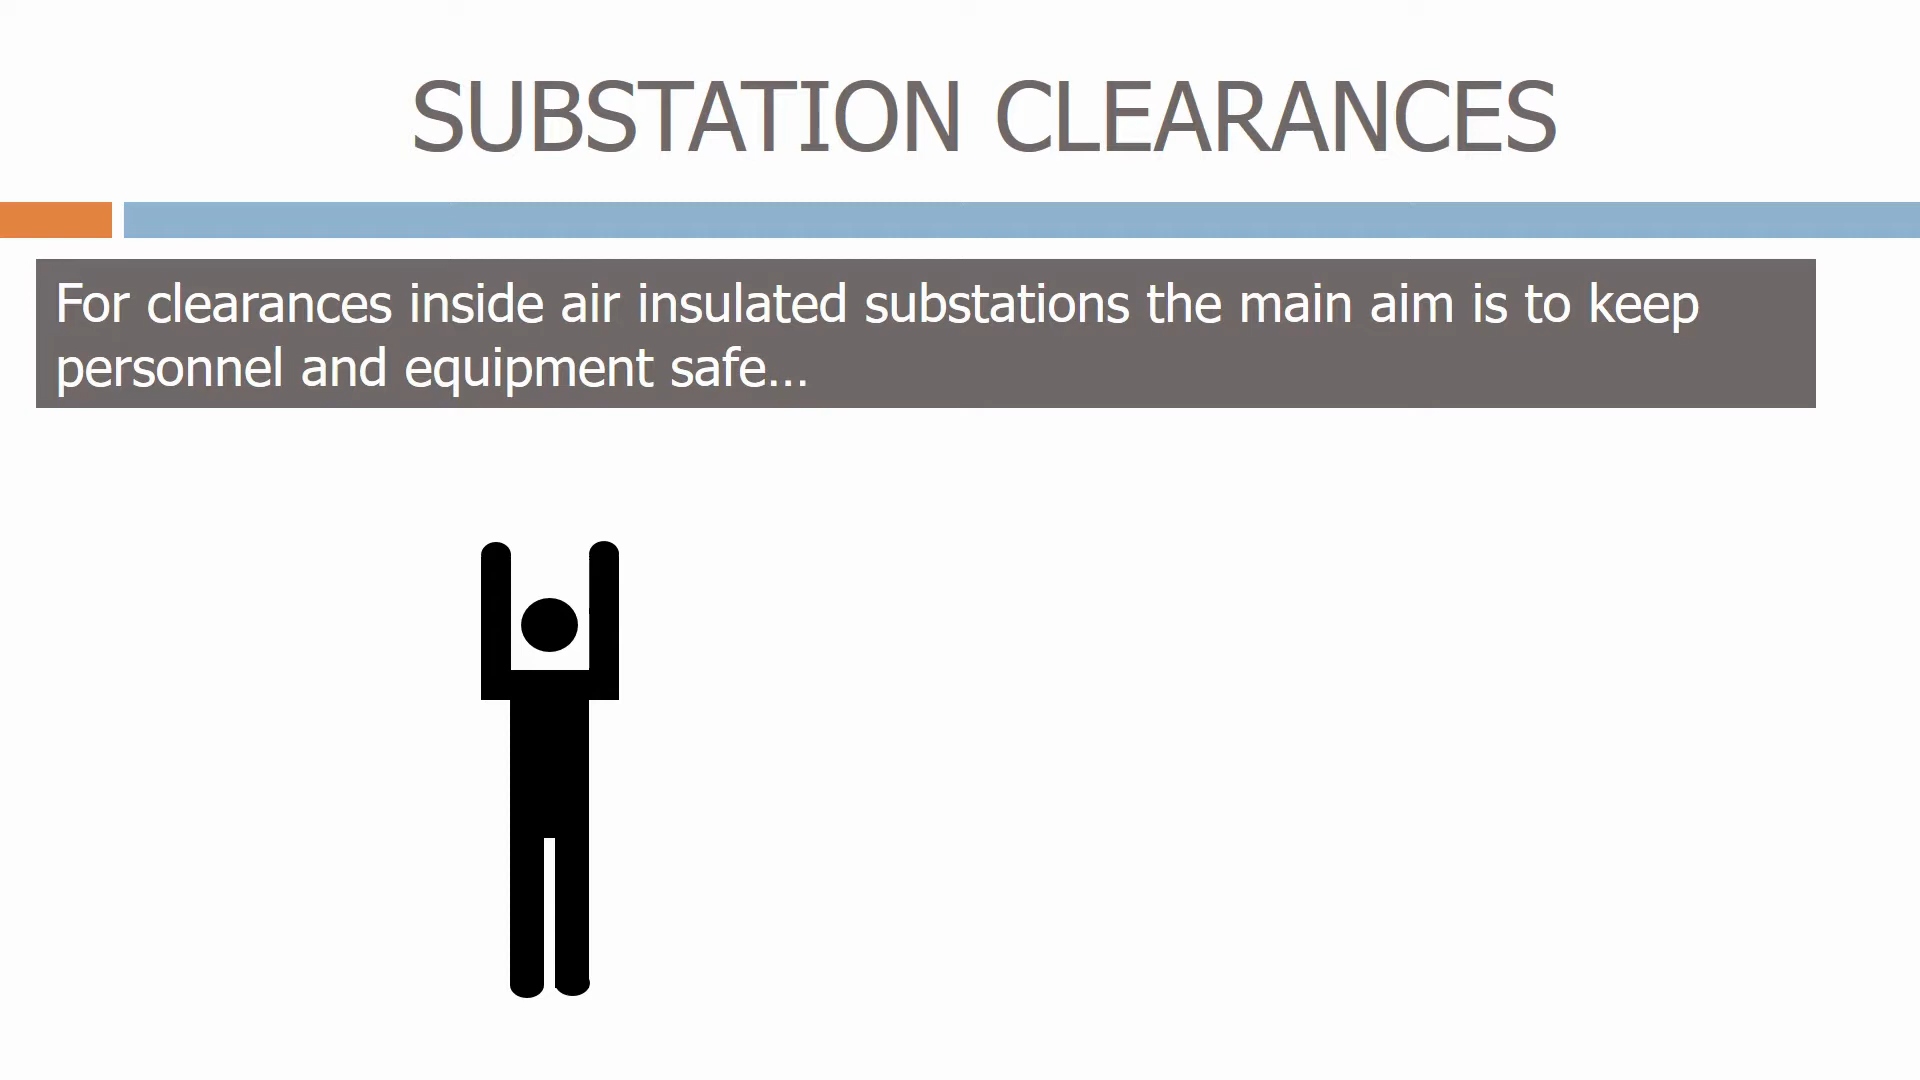 SUBSTATION CLEARANCES
For clearances inside air insulated substations the main aim is to keep
personnel and equipment safe...